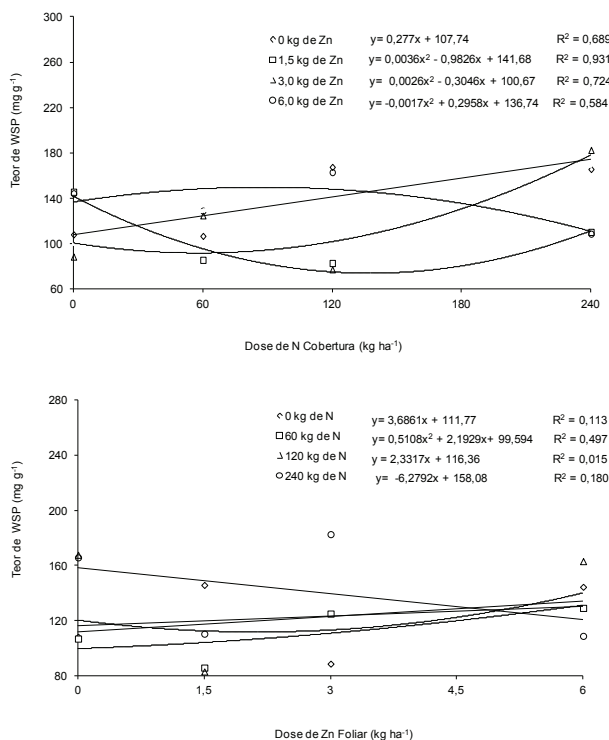 300
250
200
180
140
100
60
Teor de WSP (mg g-1)
◇ 0 kg de Zn y= 0,277x + 107,74 R² = 0,689
□ 1,5 kg de Zn y= 0,0036x² - 0,9826x + 141,68 R² = 0,931
△ 3,0 kg de Zn y= 0,0026x² - 0,3046x + 100,67 R² = 0,724
○ 6,0 kg de Zn y= -0,0017x² + 0,2958x + 136,74 R² = 0,584
0 60 120 180 240
Dose de N Cobertura (kg ha-1)
280
240
200
160
120
80
Teor de WSP (mg g-1)
◇ 0 kg de N y= 3,6861x + 111,77 R² = 0,113
□ 60 kg de N y= 0,5108x² + 2,1929x+ 99,594 R² = 0,497
△ 120 kg de N y = 2,3317x + 116,36 R² = 0,015
○ 240 kg de N y= -6,2792x + 158,08 R² = 0,180
0 1,5 3 4,5 6
Dose de Zn Foliar (kg ha-1)